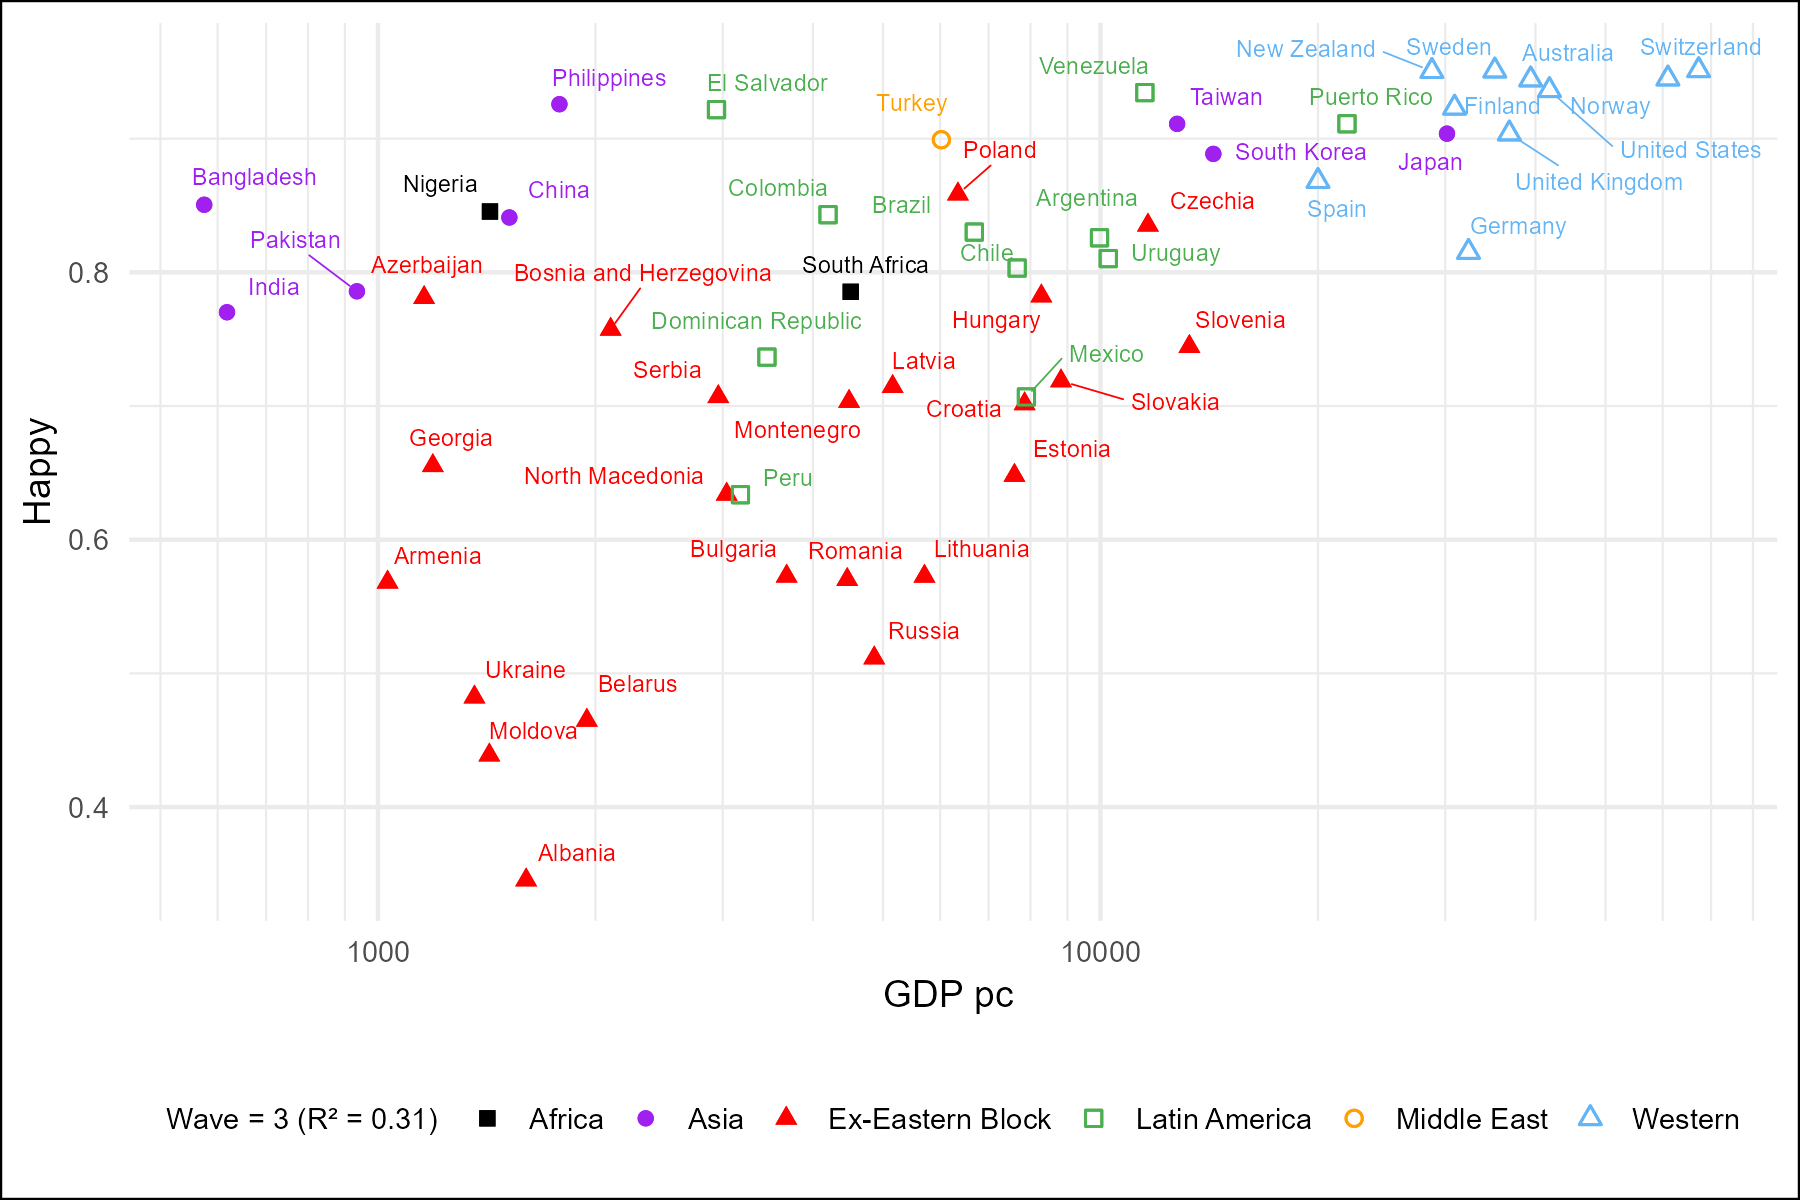 New Zealand
Sweden
Australia
Switzerland
Venezuela
Philippines
El Salvador
Turkey
Taiwan
Puerto Rico
Finland
Norway
Poland
South Korea
Japan
United States
Bangladesh
Nigeria
China
Colombia
Brazil
Argentina
Czechia
Spain
United Kingdom
Germany
Pakistan
Azerbaijan
Bosnia and Herzegovina
South Africa
Chile
Uruguay
India
Dominican Republic
Hungary
Slovenia
Serbia
Latvia
Mexico
Croatia
Slovakia
Georgia
Montenegro
Estonia
North Macedonia
Peru
Armenia
Bulgaria
Romania
Lithuania
Russia
Ukraine
Belarus
Moldova
Albania
0.8
0.6
0.4
Happy
1000
10000
GDP pc
Wave = 3 (R² = 0.31)
Africa
Asia
Ex-Eastern Block
Latin America
Middle East
Western